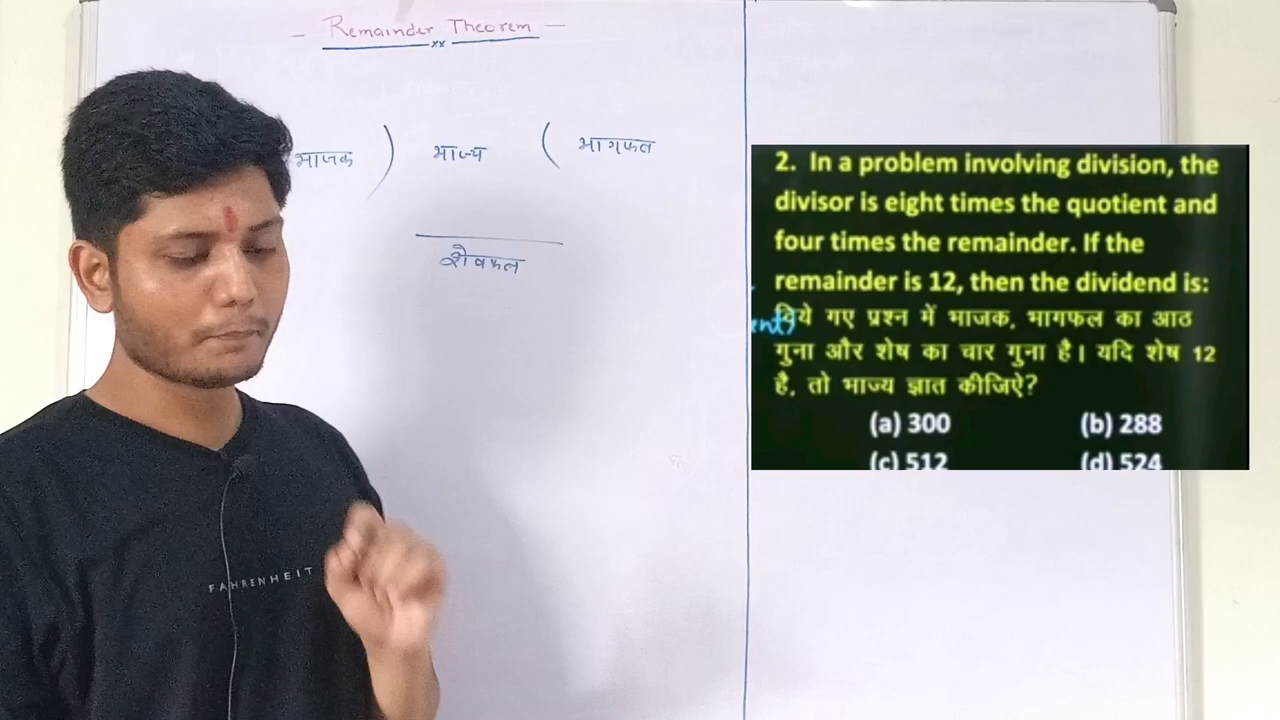 – Remainder Theorem –
xx
भाजक ) भाज्य ( भागफल
शेषफल
2. In a problem involving division, the
divisor is eight times the quotient and
four times the remainder. If the
remainder is 12, then the dividend is:
दिये गए प्रश्न में भाजक, भागफल का आठ
गुना और शेष का चार गुना है। यदि शेष 12
है, तो भाज्य ज्ञात कीजिऐ?
(a) 300 (b) 288
(c) 512 (d) 524
FAHRENHEIT